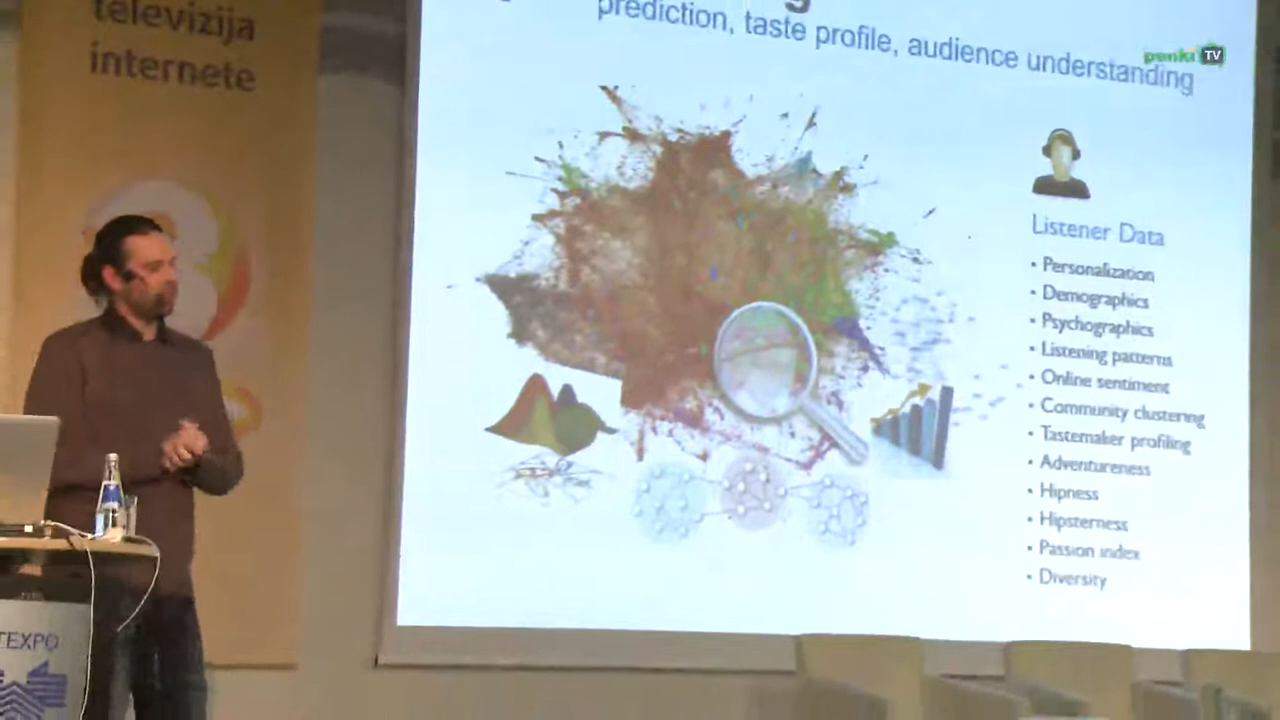 televizija
internete
prediction, taste profile, audience understanding
penki TV
Listener Data
• Personalization
• Demographics
• Psychographics
• Listening patterns
• Online sentiment
• Community clustering
• Tastemaker profiling
• Adventureness
• Hipness
• Hipsterness
• Passion index
• Diversity
TEXPO